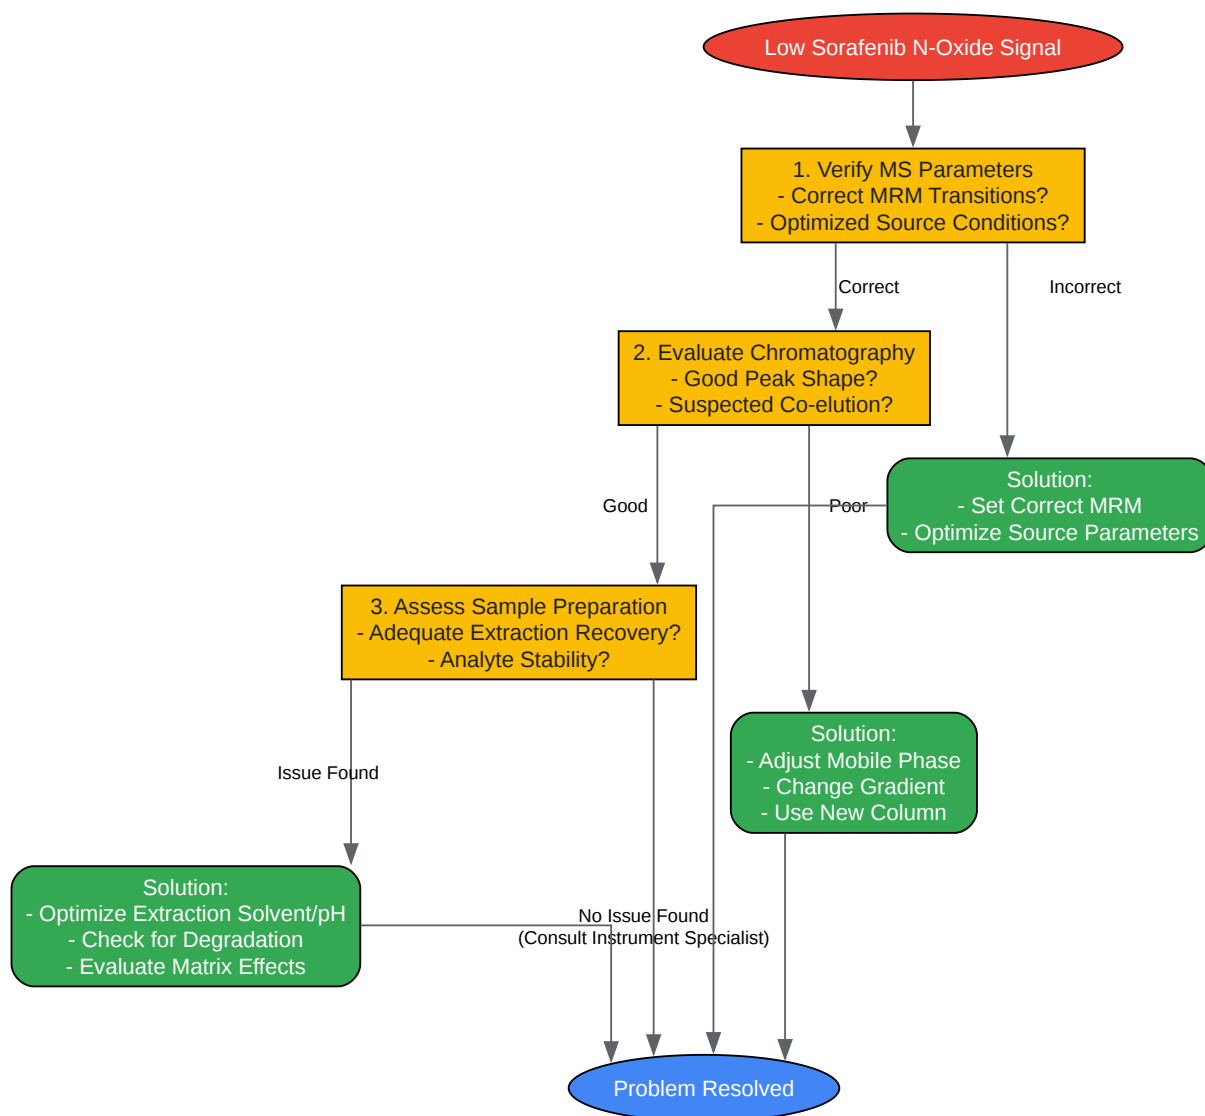 Low Sorafenib N-Oxide Signal
1. Verify MS Parameters
- Correct MRM Transitions?
- Optimized Source Conditions?
Correct
Incorrect
2. Evaluate Chromatography
- Good Peak Shape?
- Suspected Co-elution?
Good
Poor
Solution:
- Set Correct MRM
- Optimize Source Parameters
3. Assess Sample Preparation
- Adequate Extraction Recovery?
- Analyte Stability?
Issue Found
Solution:
- Adjust Mobile Phase
- Change Gradient
- Use New Column
Solution:
- Optimize Extraction Solvent/pH
- Check for Degradation
- Evaluate Matrix Effects
No Issue Found
(Consult Instrument Specialist)
Problem Resolved